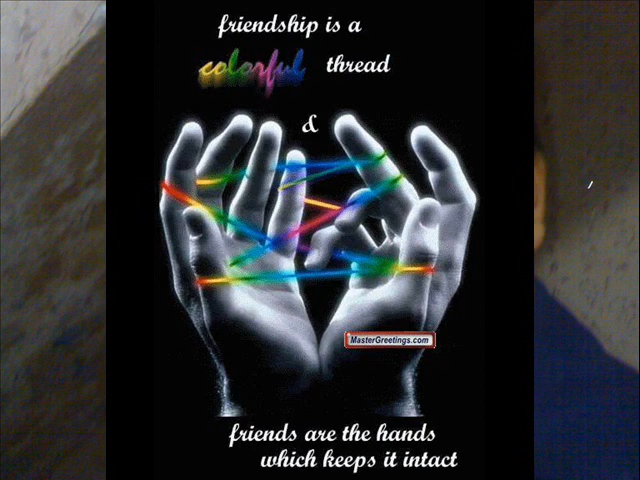 friendship is a
colorful thread
&
MasterGreetings.com
friends are the hands
which keeps it intact